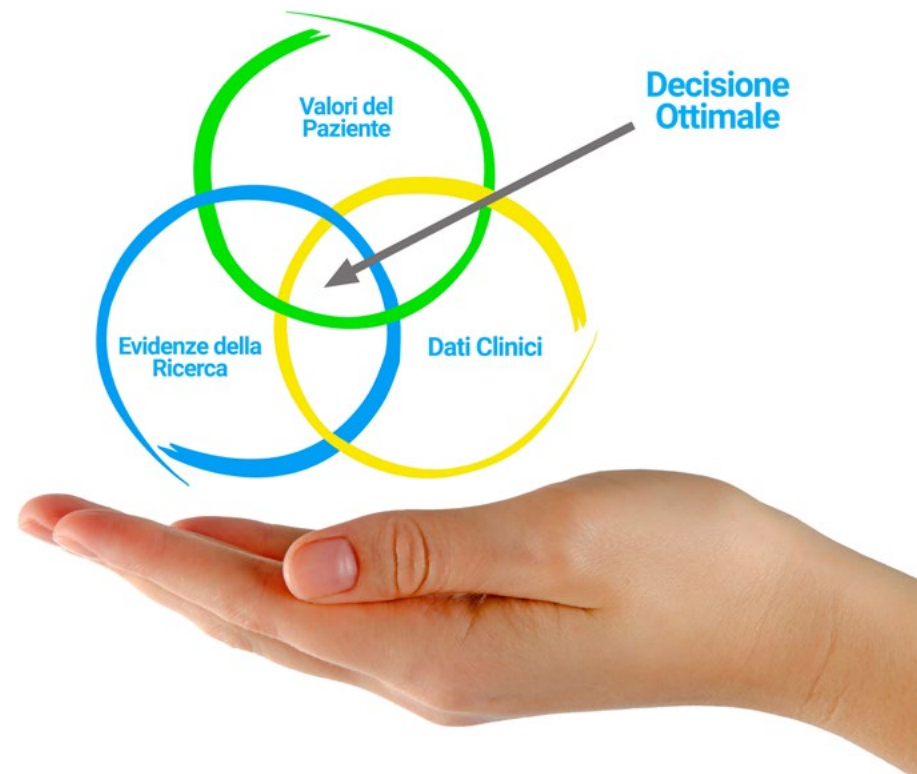 Decisione
Ottimale
Valori del
Paziente
Evidenze della
Ricerca
Dati Clinici